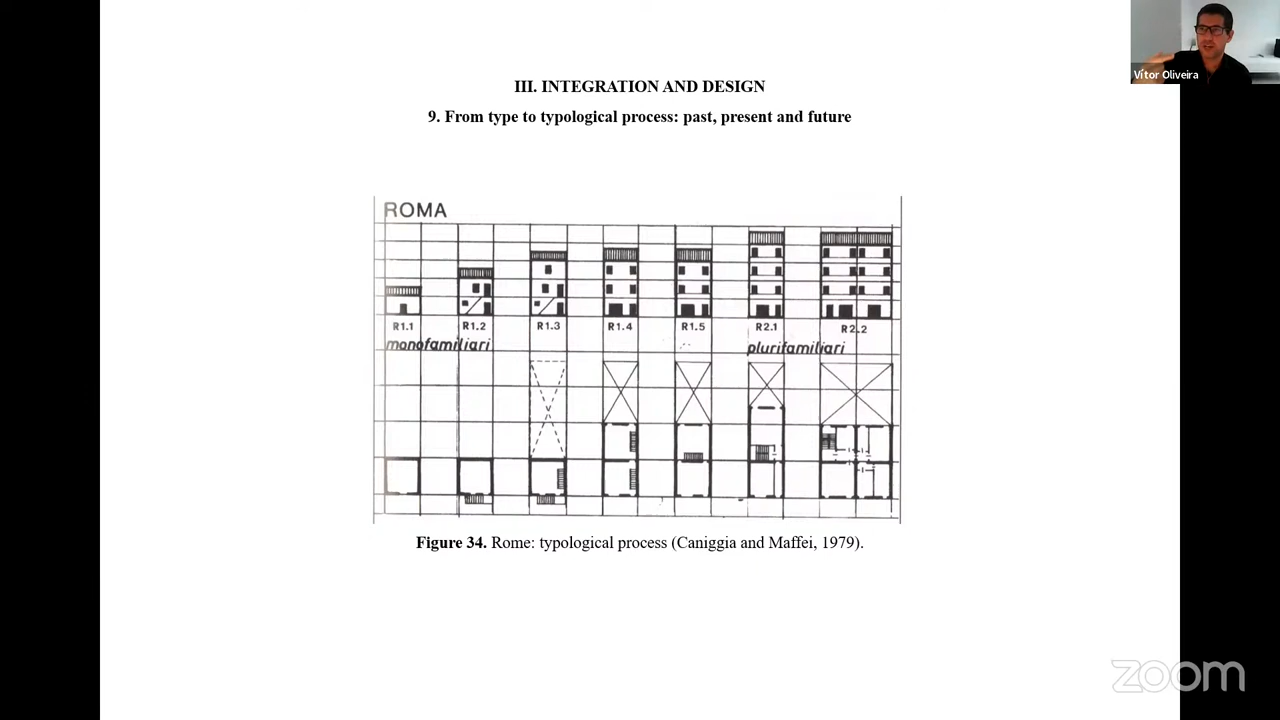 Vítor Oliveira
III. INTEGRATION AND DESIGN
9. From type to typological process: past, present and future
ROMA
R1.1 R1.2 R1.3 R1.4 R1.5 R2.1 R2.2
monofamiliari plurifamiliari
Figure 34. Rome: typological process (Caniggia and Maffei, 1979).
zoom